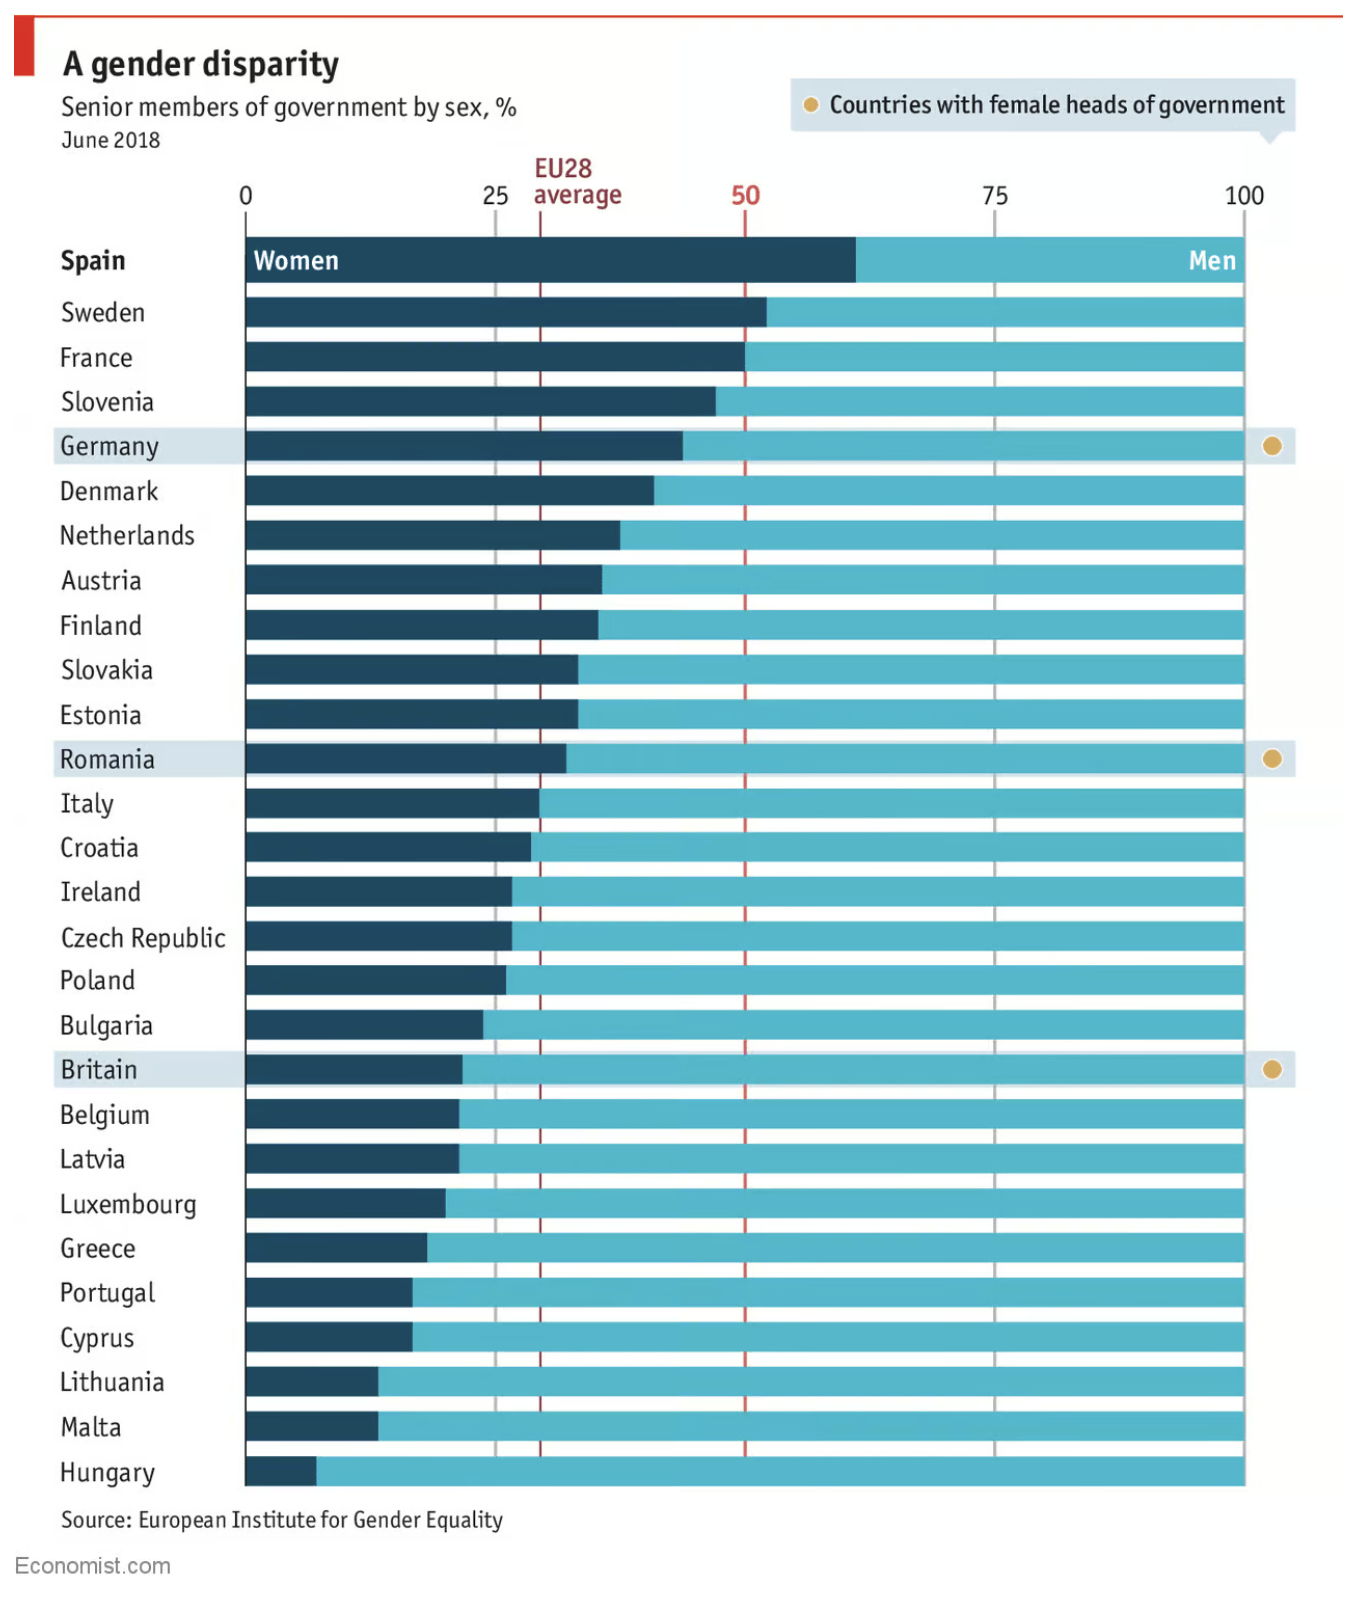 A gender disparity
Senior members of government by sex, %
June 2018
Countries with female heads of government
EU28
average
0 25 50 75 100
Spain Women Men
Sweden
France
Slovenia
Germany
Denmark
Netherlands
Austria
Finland
Slovakia
Estonia
Romania
Italy
Croatia
Ireland
Czech Republic
Poland
Bulgaria
Britain
Belgium
Latvia
Luxembourg
Greece
Portugal
Cyprus
Lithuania
Malta
Hungary
Source: European Institute for Gender Equality
Economist.com